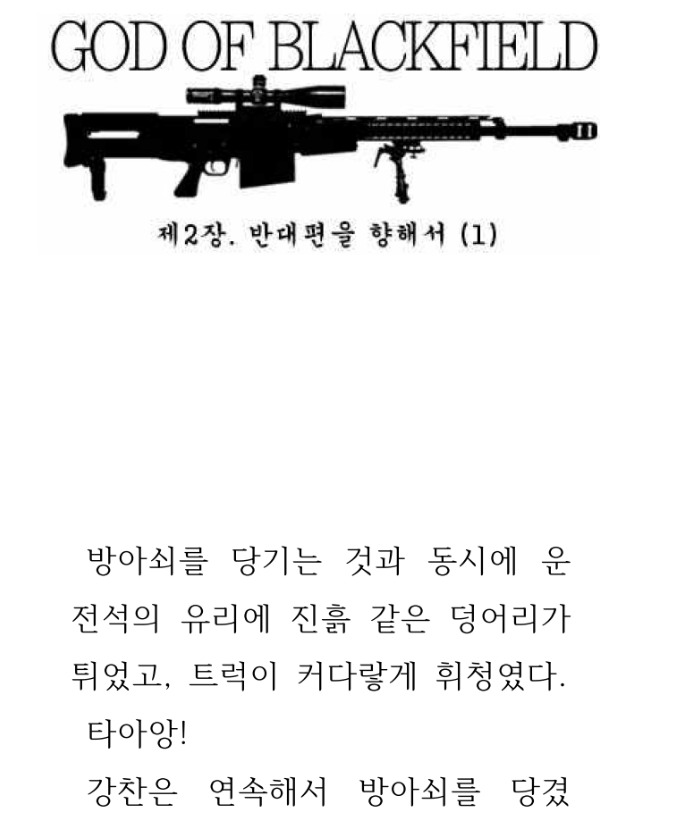 GOD OF BLACKFIELD
제2장. 반대편을 향해서 (1)
방아쇠를 당기는 것과 동시에 운
전석의 유리에 진흙 같은 덩어리가
튀었고, 트럭이 커다랗게 휘청였다.
타아앙!
강찬은 연속해서 방아쇠를 당겼